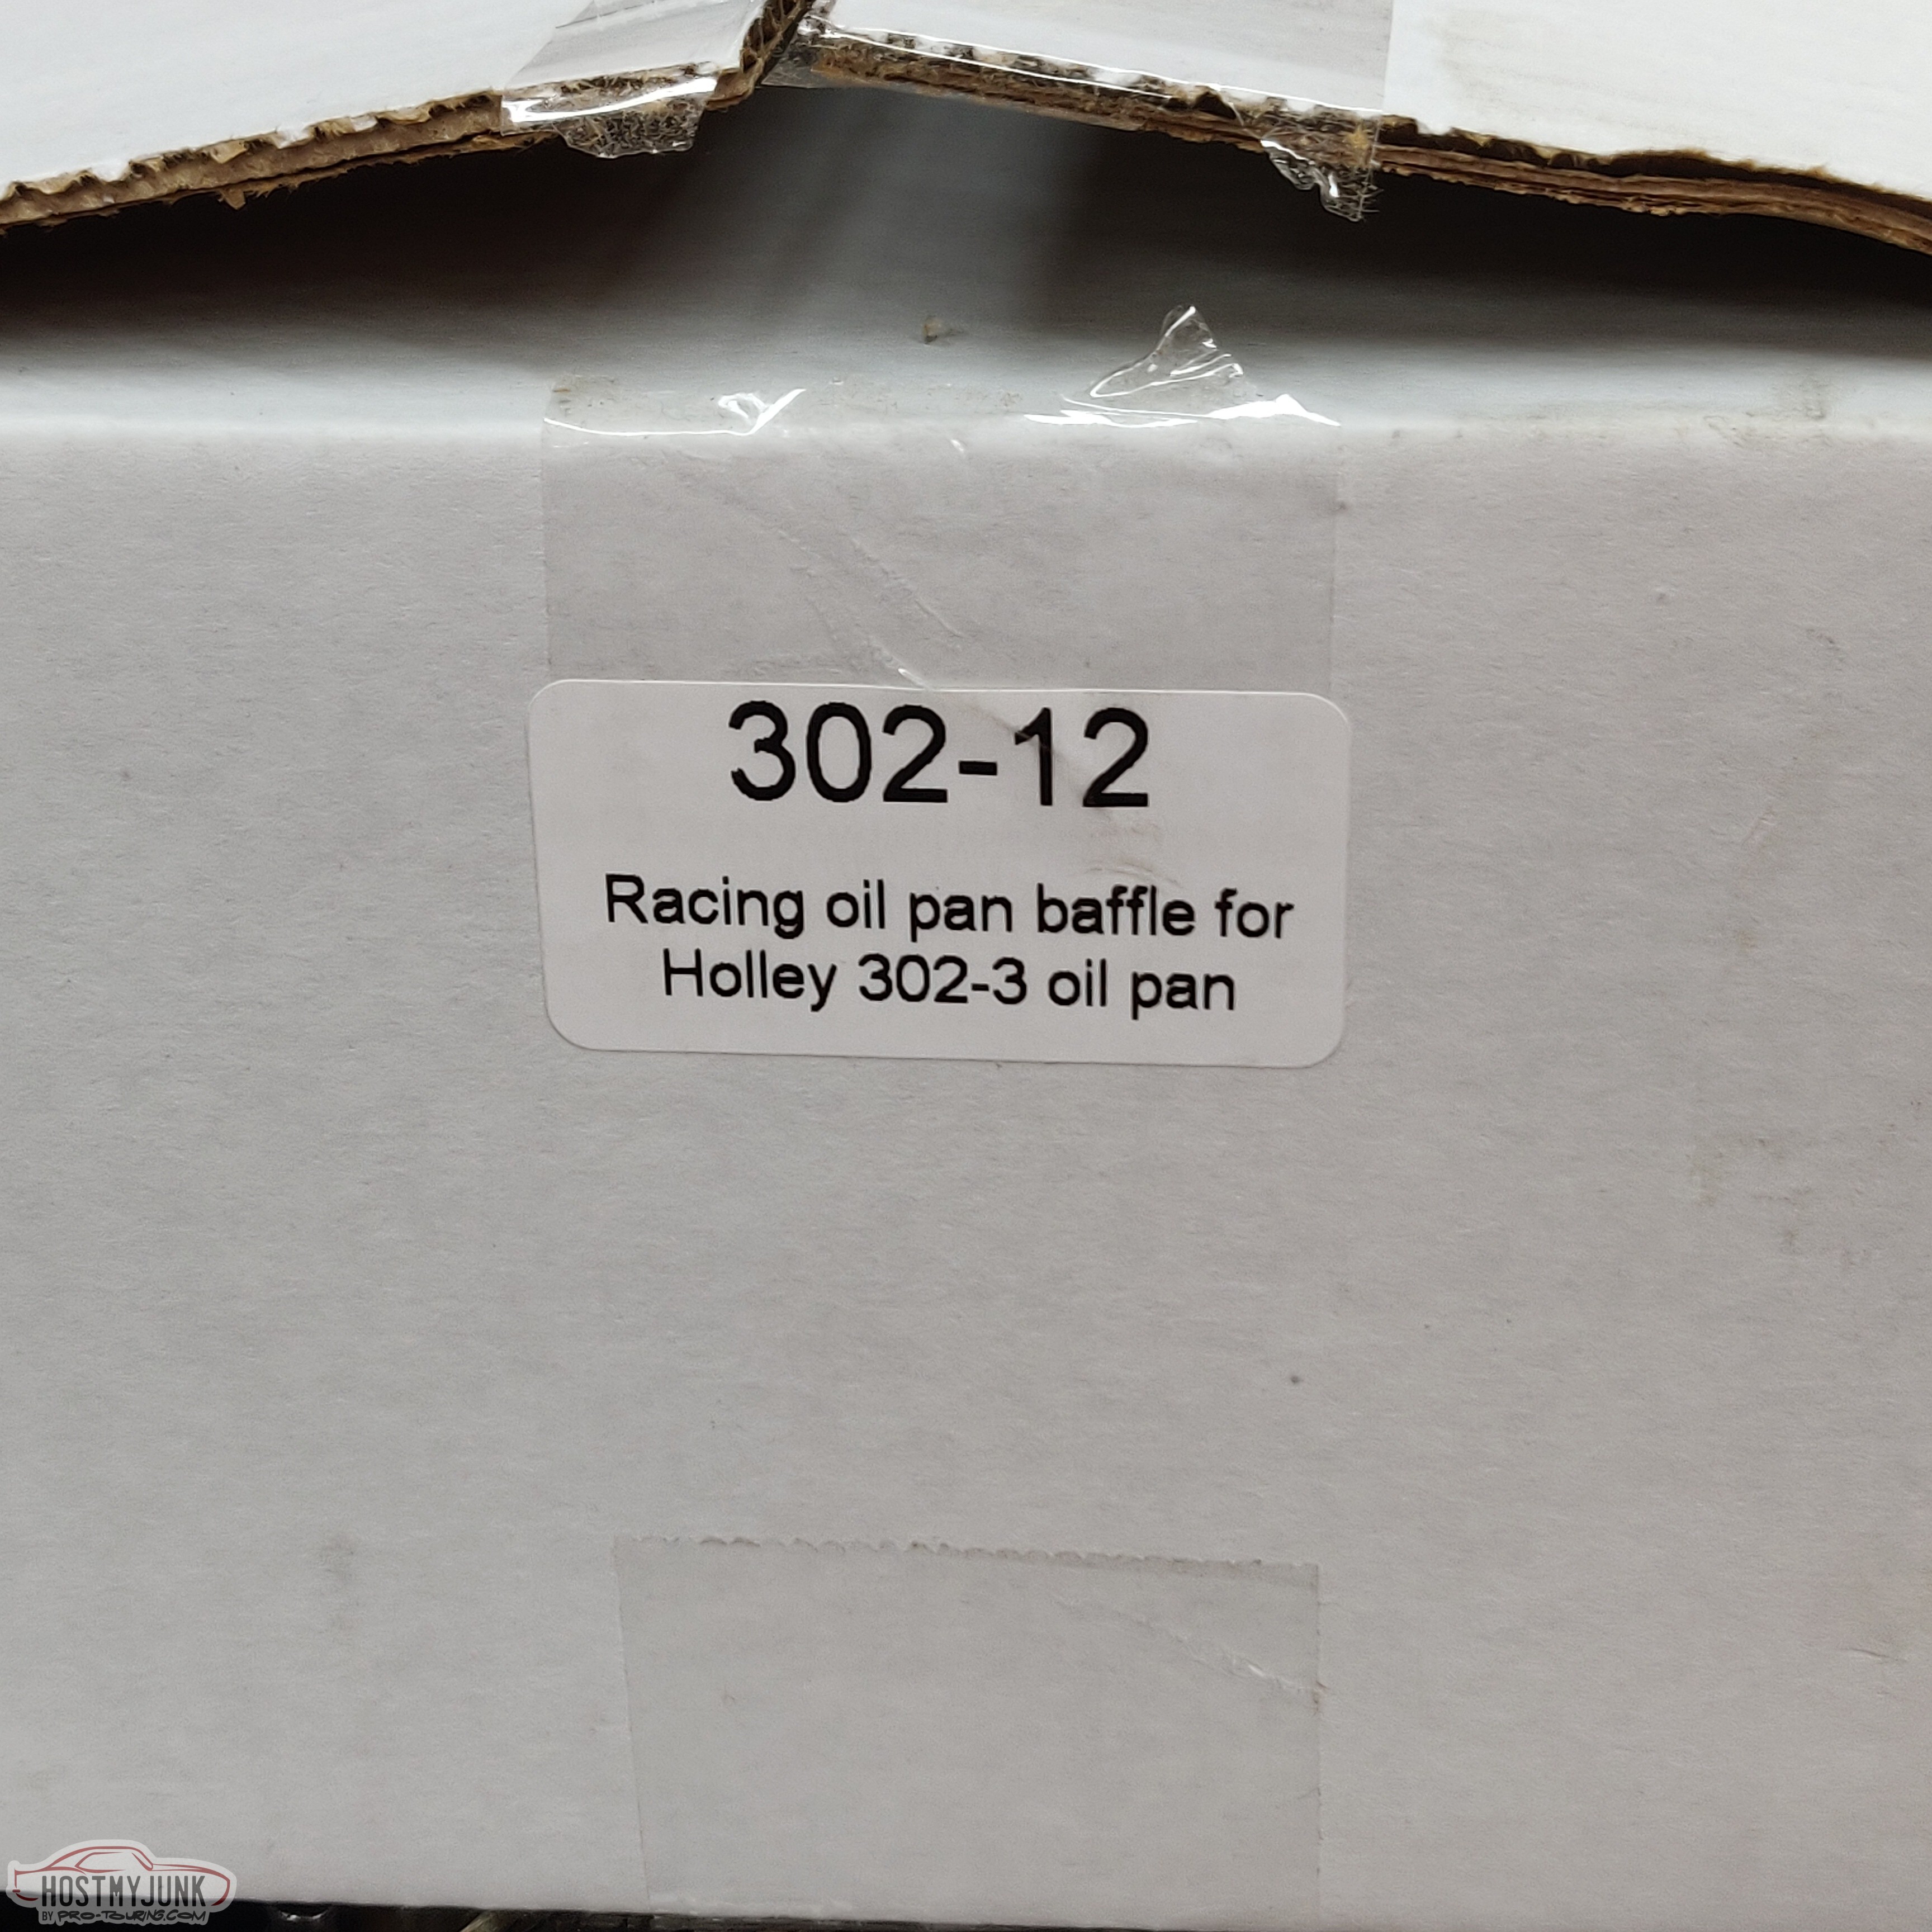 302-12
Racing oil pan baffle for
Holley 302-3 oil pan
HOSTMYJUNK
BY PRO-TOURING.COM